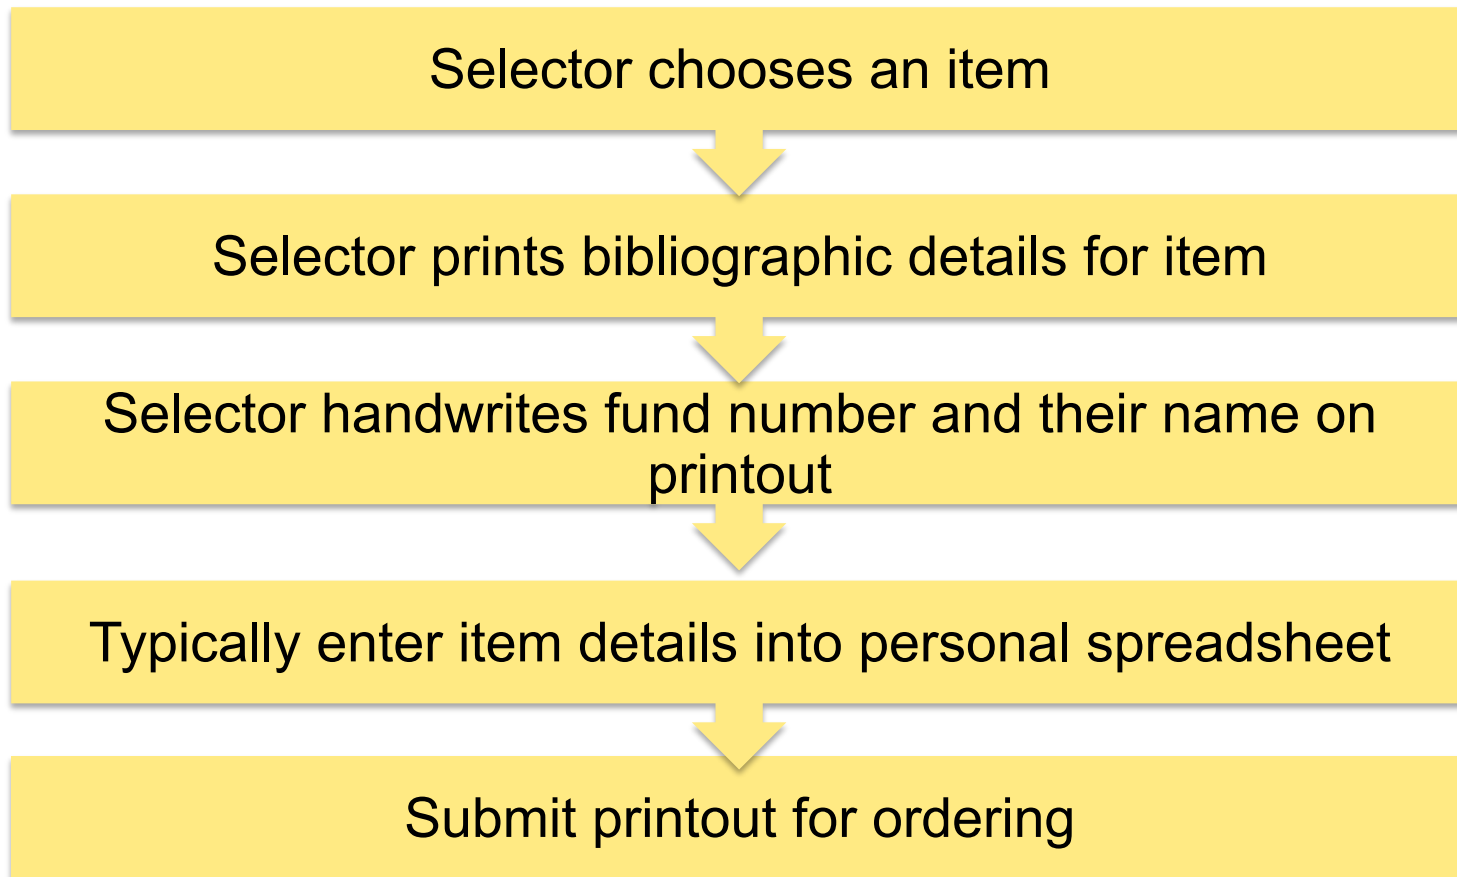 Selector chooses an item
Selector prints bibliographic details for item
Selector handwrites fund number and their name on
printout
Typically enter item details into personal spreadsheet
Submit printout for ordering